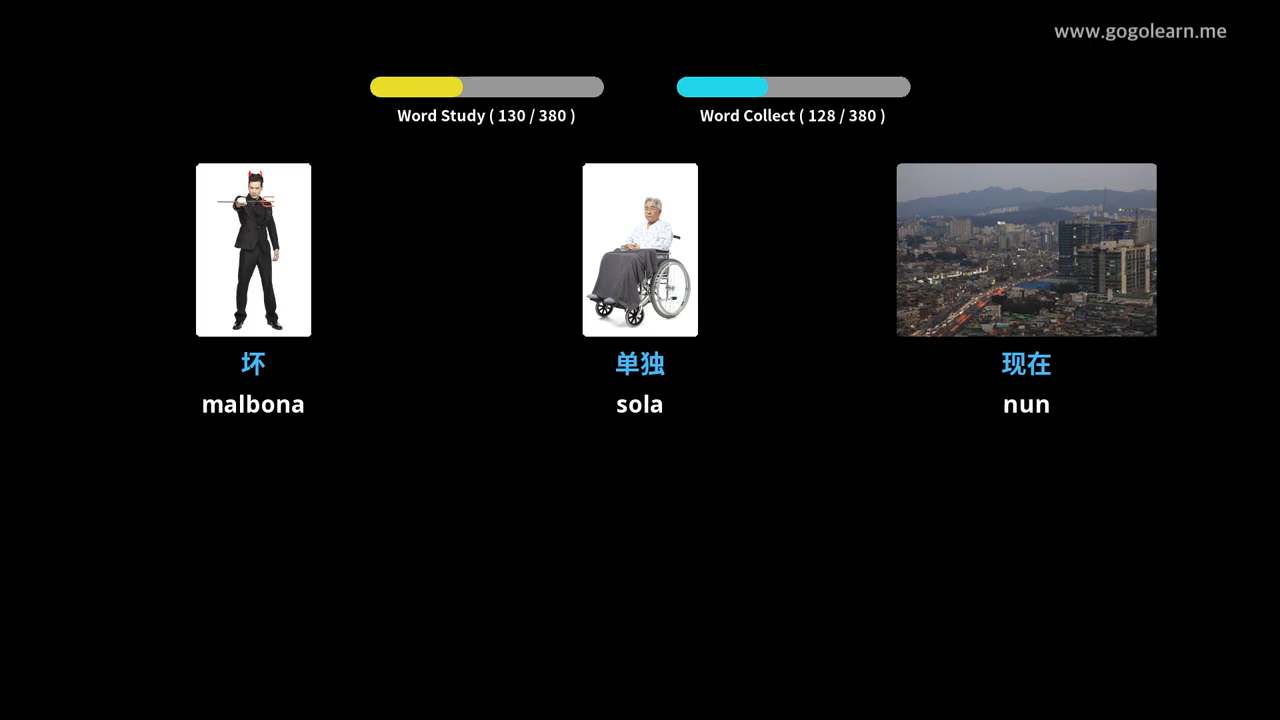 www.gogolearn.me
Word Study ( 130 / 380 )
Word Collect ( 128 / 380 )
坏
单独
现在
malbona
sola
nun